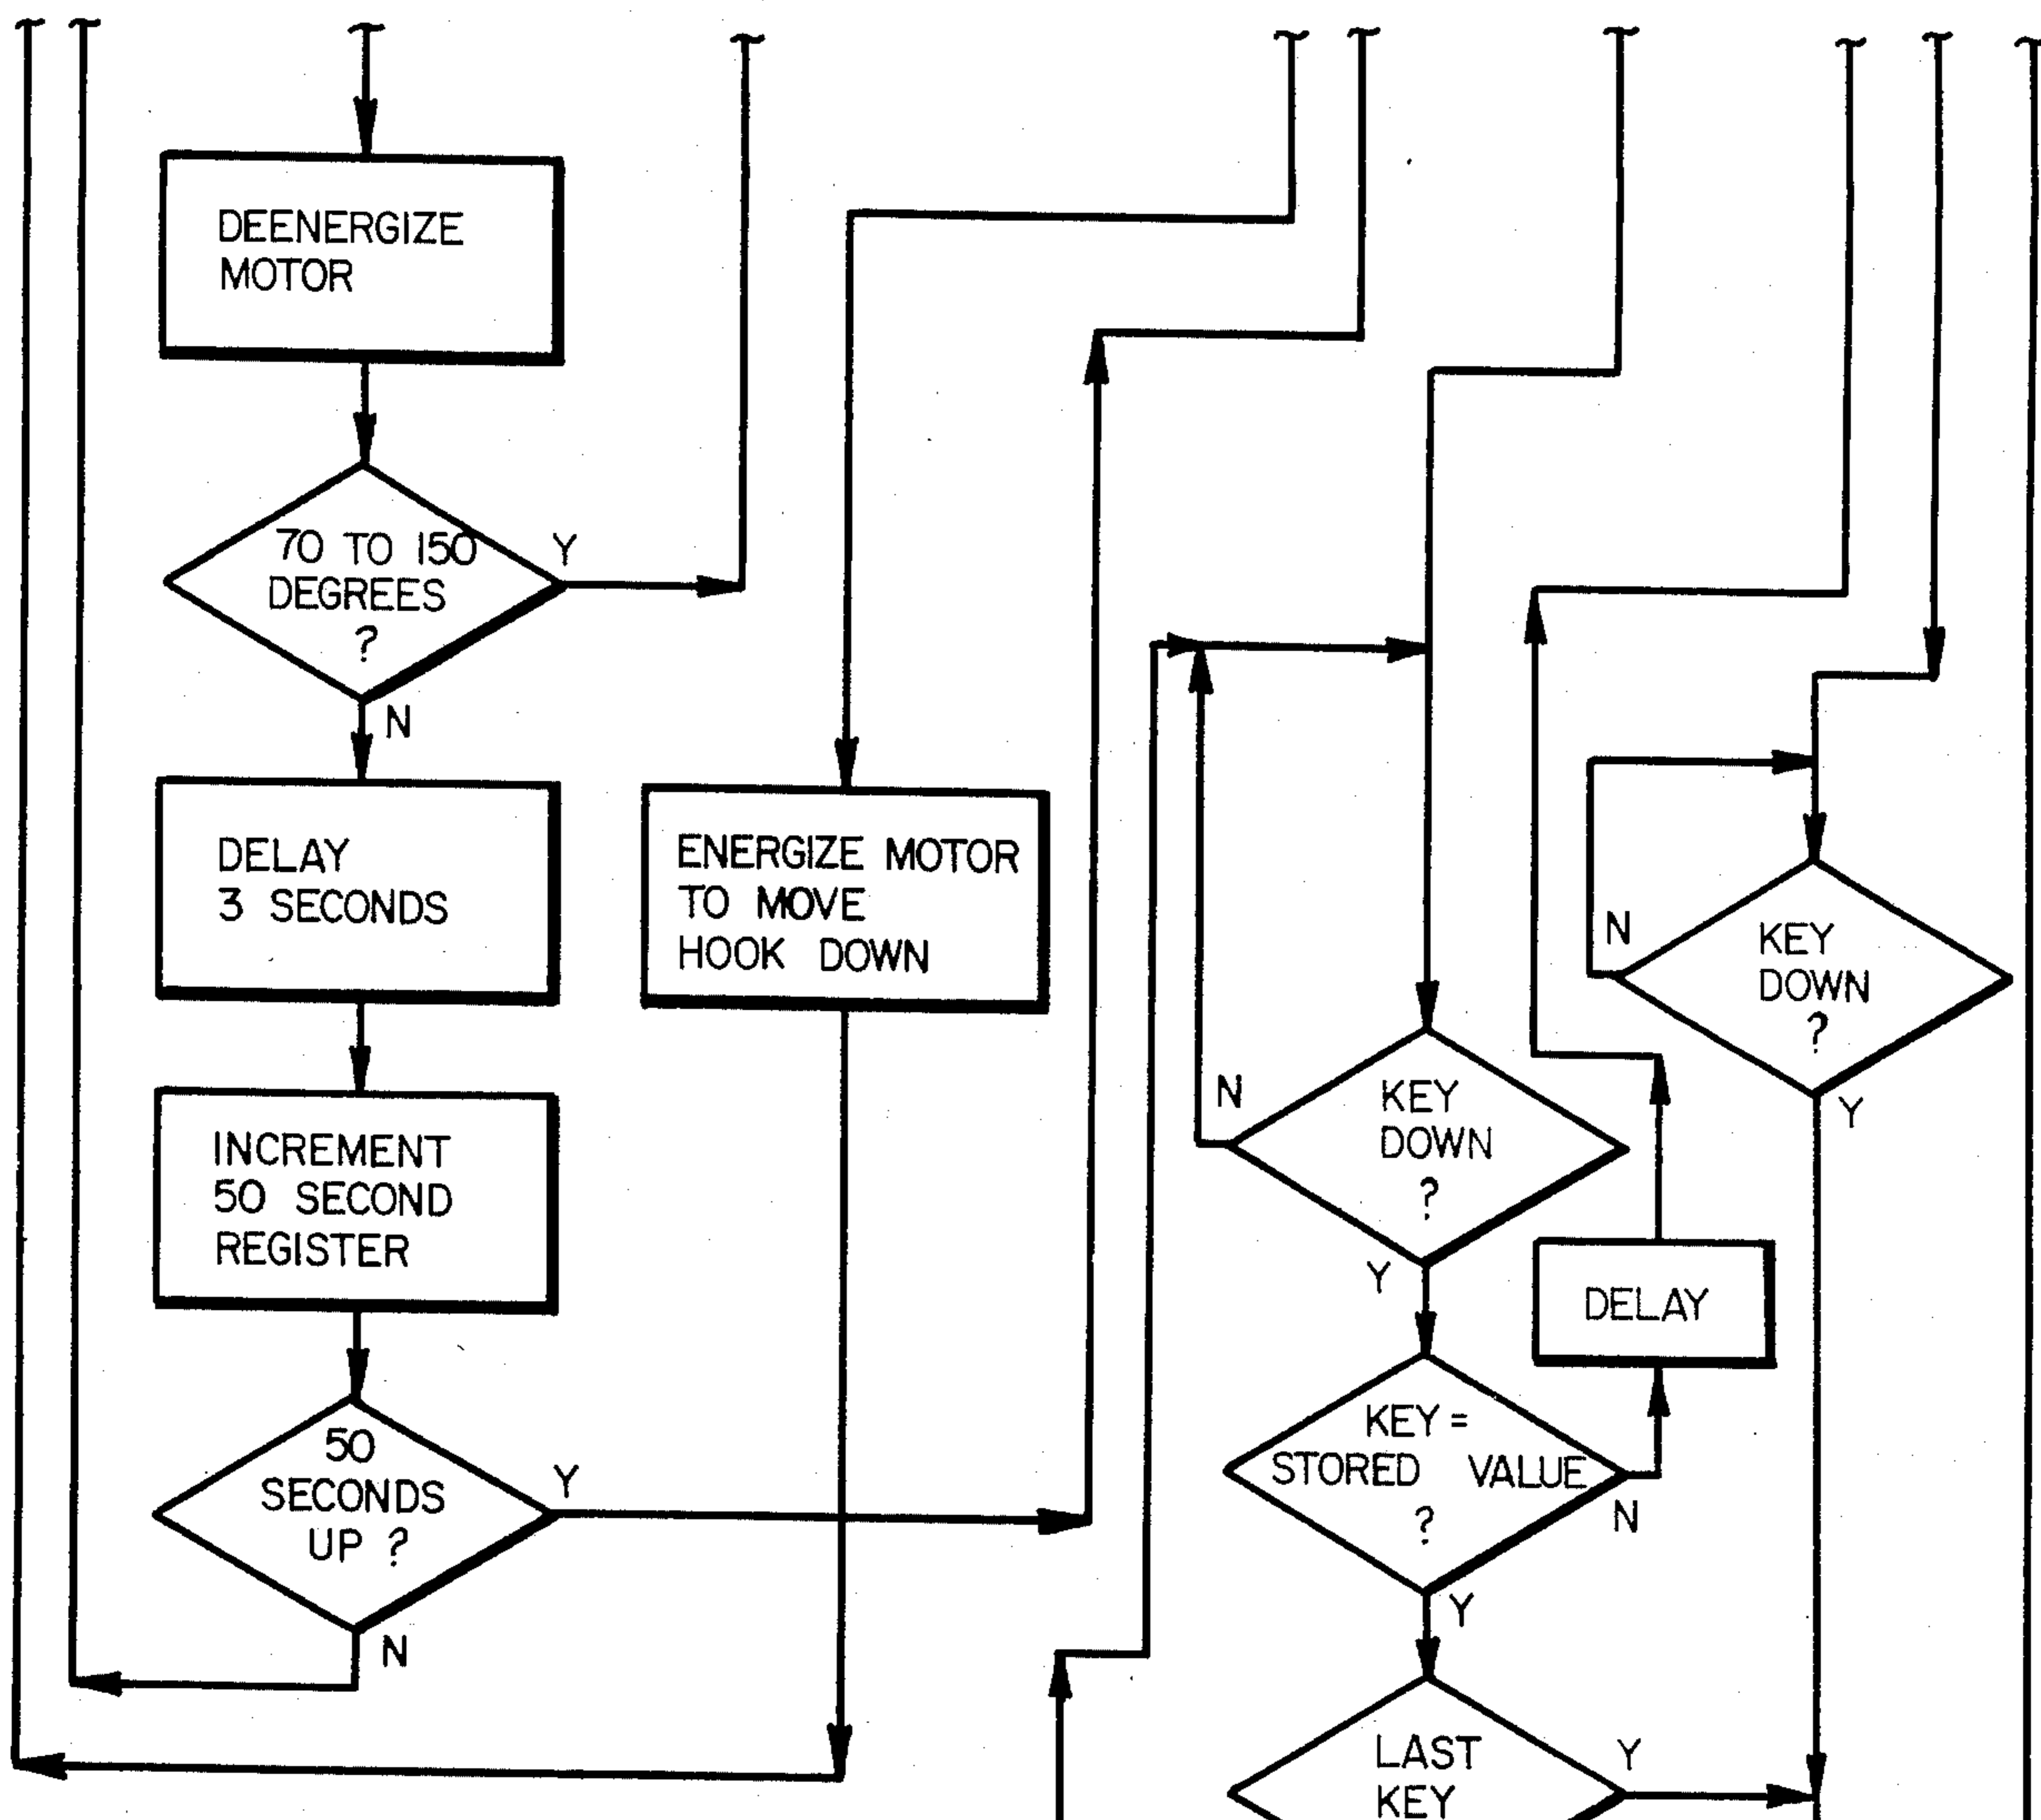 DEENERGIZE
MOTOR
70 TO 150
DEGREES
?
Y
N
DELAY
3 SECONDS
INCREMENT
50 SECOND
REGISTER
50
SECONDS
UP ?
Y
N
ENERGIZE MOTOR
TO MOVE
HOOK DOWN
KEY
DOWN
?
N
Y
KEY =
STORED VALUE
?
N
Y
DELAY
LAST
KEY
Y
KEY
DOWN
?
N
Y